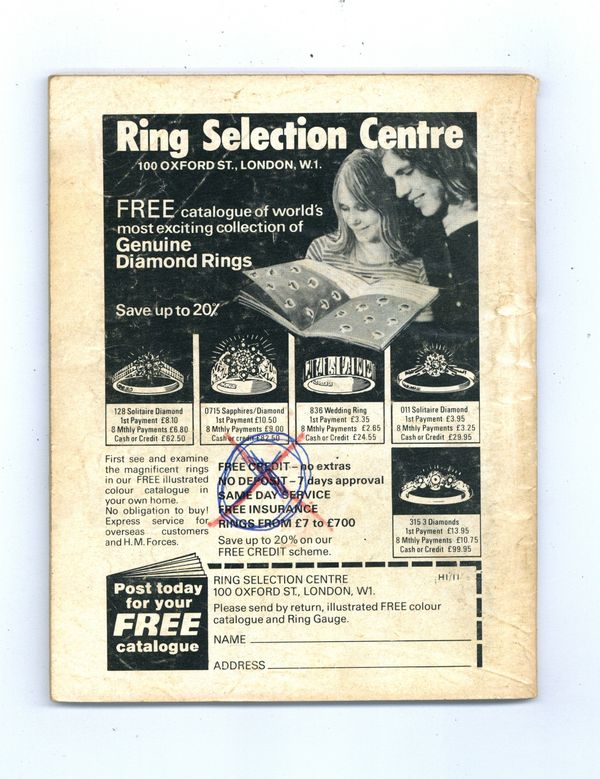 Ring Selection Centre
100 OXFORD ST., LONDON, W.1.
FREE catalogue of world's
most exciting collection of
Genuine
Diamond Rings
Save up to 20%
128 Solitaire Diamond
1st Payment £8.10
8 Mthly Payments £6.80
Cash or Credit £62.50
0715 Sapphires/Diamond
1st Payment £10.50
8 Mthly Payments £9.00
Cash or credit £82.50
836 Wedding Ring
1st Payment £3.35
8 Mthly Payments £2.65
Cash or Credit £24.55
011 Solitaire Diamond
1st Payment £3.95
8 Mthly Payments £3.25
Cash or Credit £29.95
First see and examine
the magnificent rings
in our FREE illustrated
colour catalogue in
your own home.
No obligation to buy!
Express service for
overseas customers
and H.M. Forces.
FREE CREDIT – no extras
NO DEPOSIT – 7 days approval
SAME DAY SERVICE
FREE INSURANCE
RINGS FROM £7 to £700
Save up to 20% on our
FREE CREDIT scheme.
315 3 Diamonds
1st Payment £13.95
8 Mthly Payments £10.75
Cash or Credit £99.95
Post today
for your
FREE
catalogue
RING SELECTION CENTRE H1/11
100 OXFORD ST., LONDON, W1.
Please send by return, illustrated FREE colour
catalogue and Ring Gauge.
NAME
ADDRESS